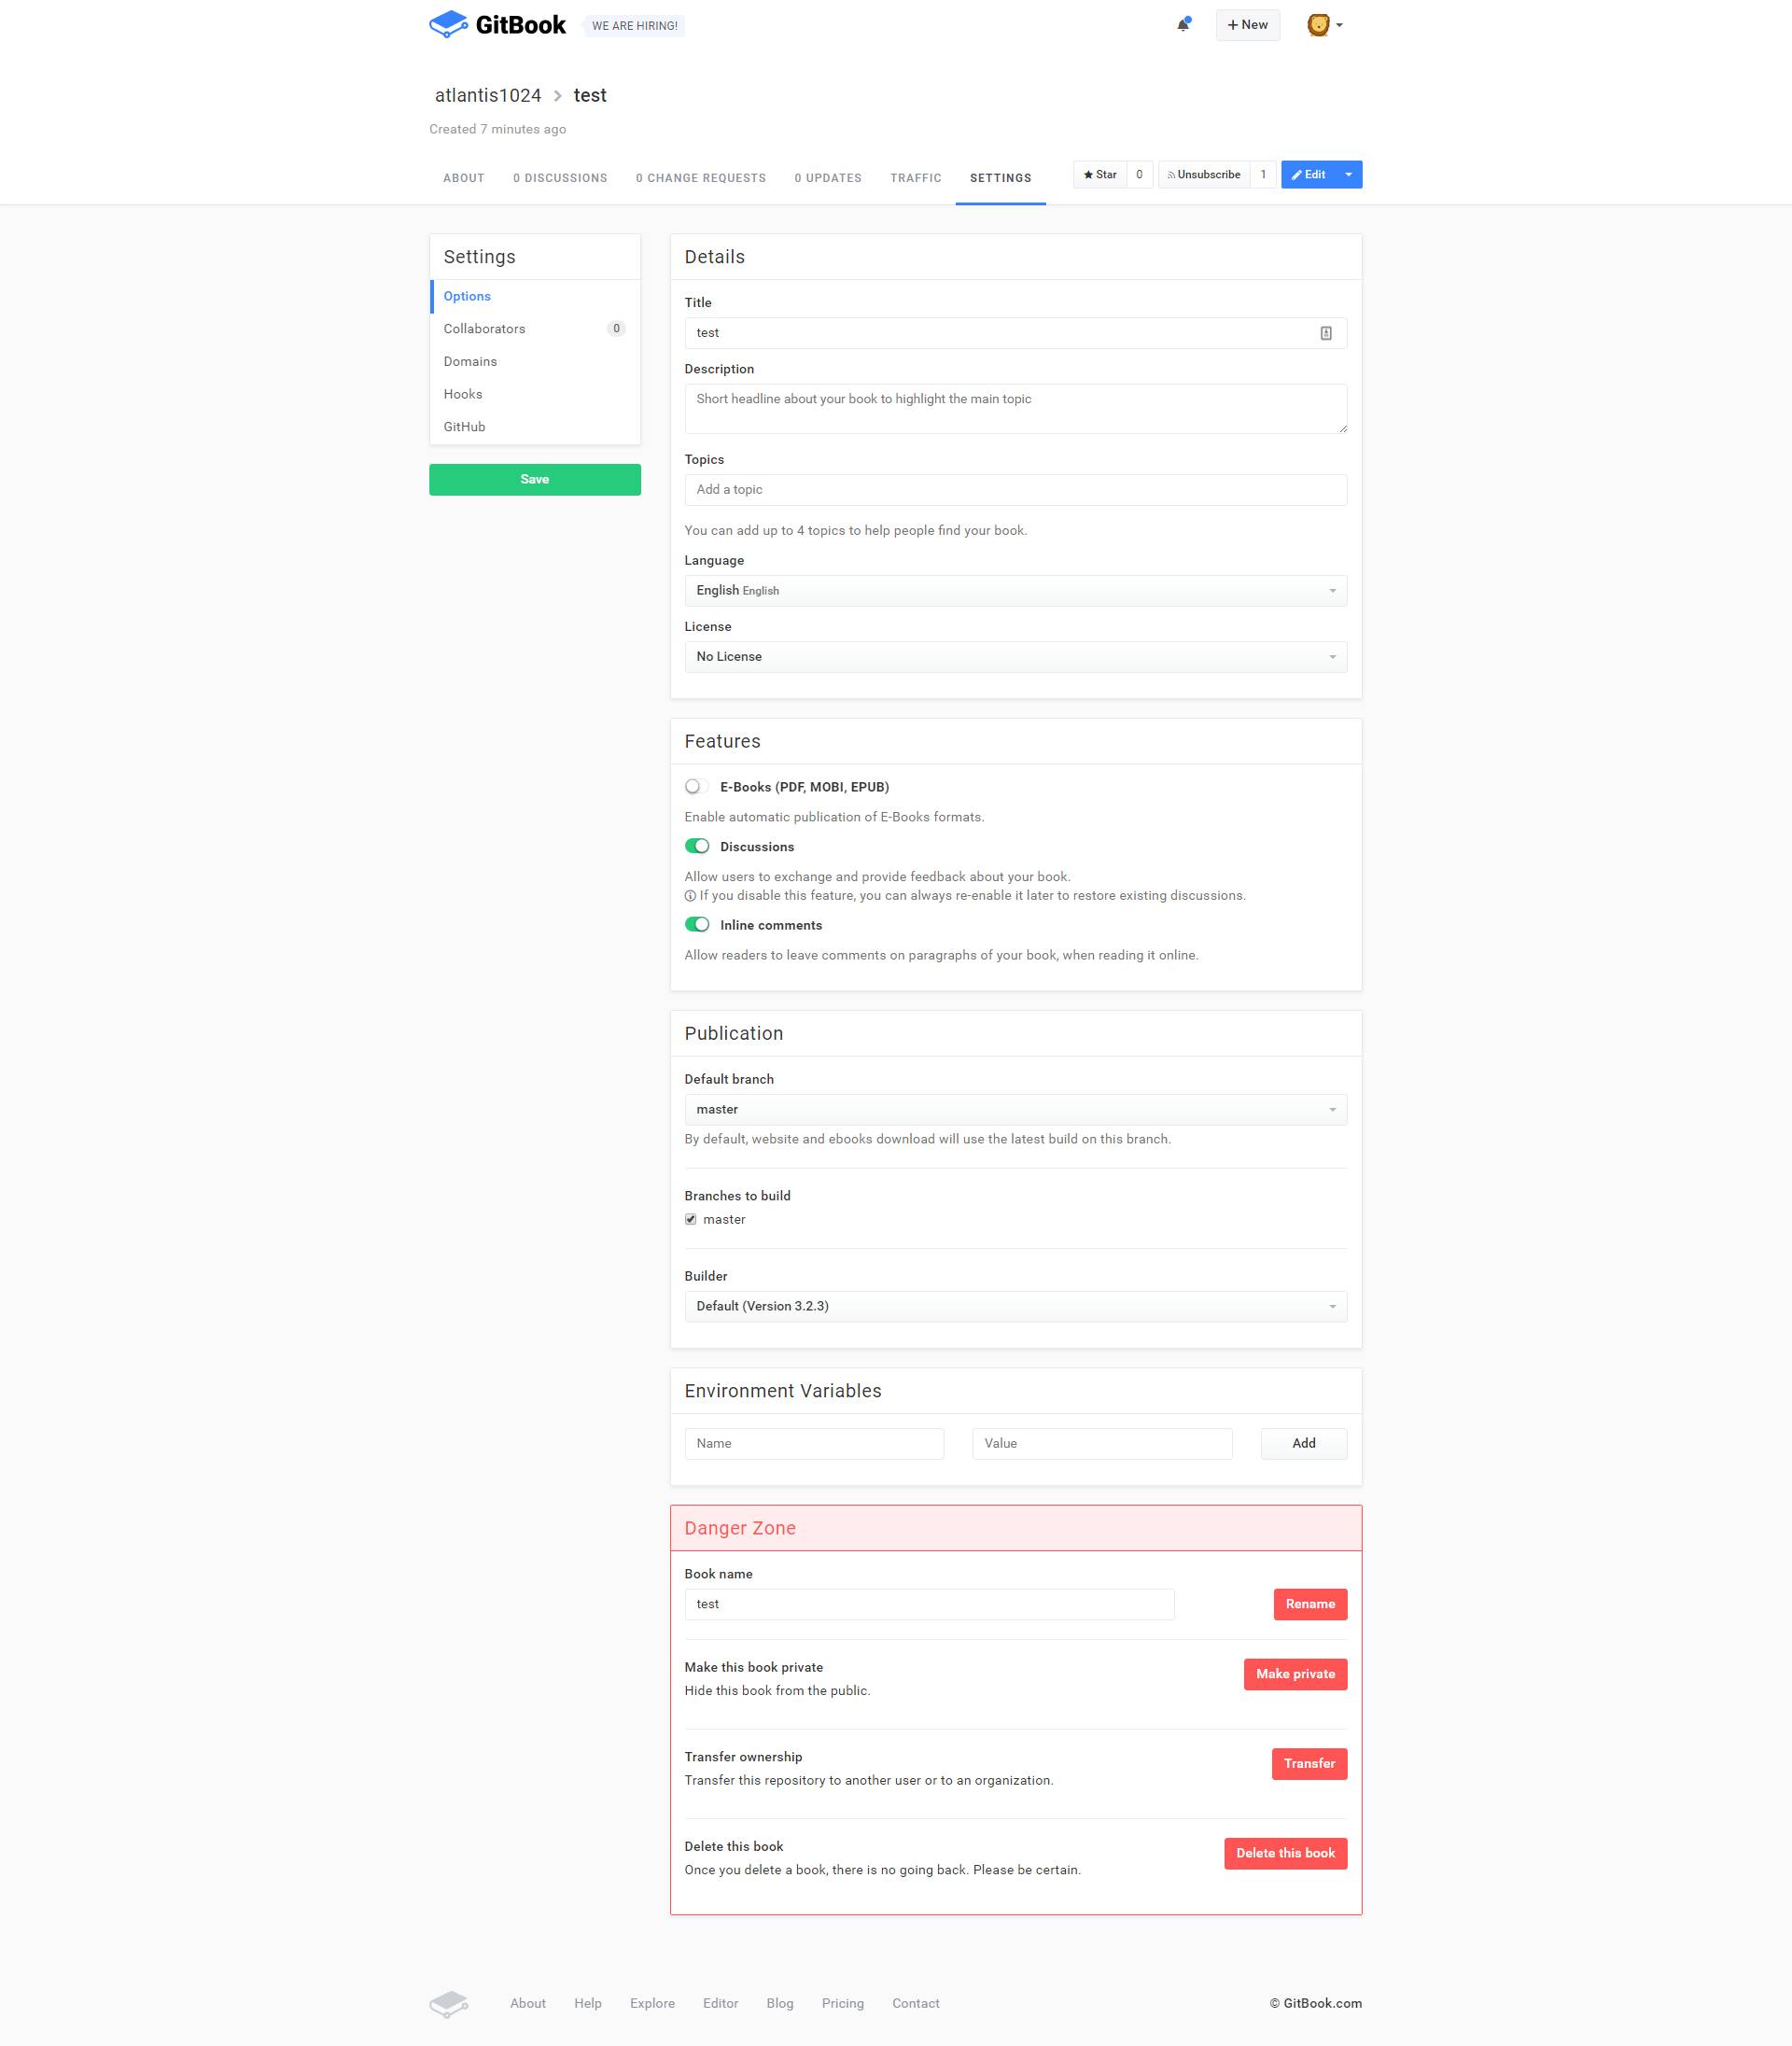 GitBook
WE ARE HIRING!
New
atlantis1024 test
Created 7 minutes ago
ABOUT 0 DISCUSSIONS 0 CHANGE REQUESTS 0 UPDATES TRAFFIC SETTINGS
Star 0 Unsubscribe 1 Edit
Settings
Options
Collaborators 0
Domains
Hooks
GitHub
Save
Details
Title
test
Description
Short headline about your book to highlight the main topic
Topics
Add a topic
You can add up to 4 topics to help people find your book.
Language
English English
License
No License
Features
E-Books (PDF, MOBI, EPUB)
Enable automatic publication of E-Books formats.
Discussions
Allow users to exchange and provide feedback about your book.
If you disable this feature, you can always re-enable it later to restore existing discussions.
Inline comments
Allow readers to leave comments on paragraphs of your book, when reading it online.
Publication
Default branch
master
By default, website and ebooks download will use the latest build on this branch.
Branches to build
master
Builder
Default (Version 3.2.3)
Environment Variables
Name Value Add
Danger Zone
Book name
test Rename
Make this book private
Hide this book from the public.
Make private
Transfer ownership
Transfer this repository to another user or to an organization.
Transfer
Delete this book
Once you delete a book, there is no going back. Please be certain.
Delete this book
About Help Explore Editor Blog Pricing Contact
© GitBook.com